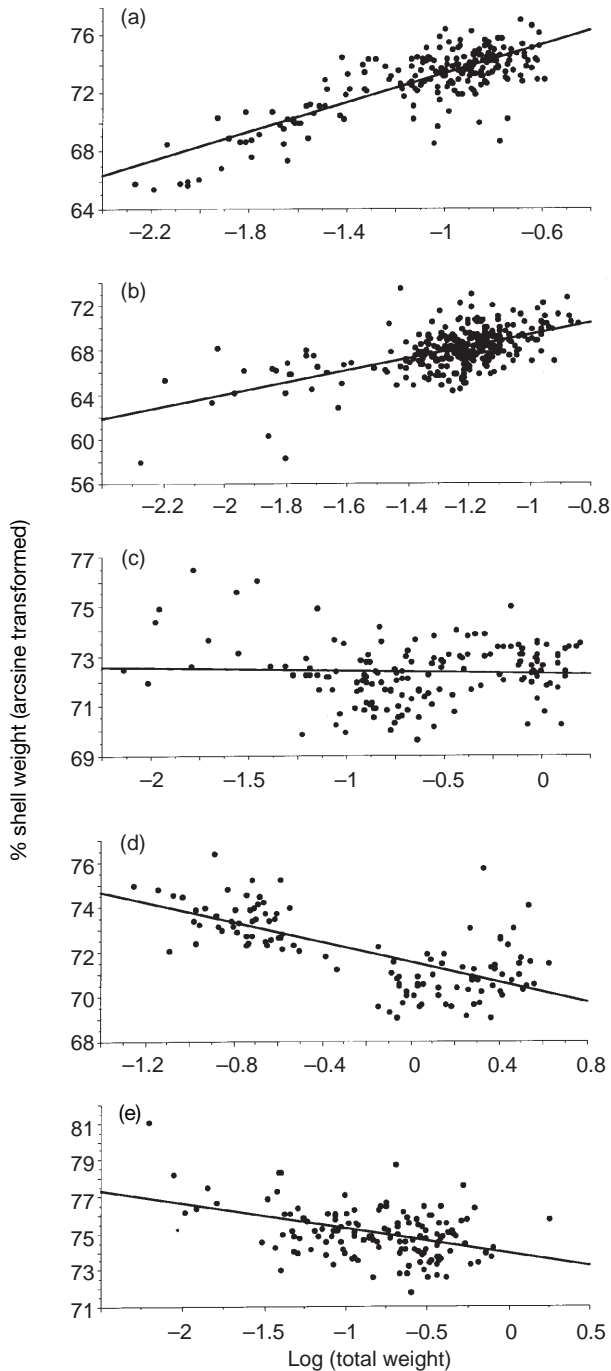 (a)
76
72
68
64
–2.2 –1.8 –1.4 –1 –0.6
(b)
72
68
64
60
56
–2.2 –2 –1.8 –1.6 –1.4 –1.2 –1 –0.8
% shell weight (arcsine transformed)
(c)
77
75
73
71
69
–2 –1.5 –1 –0.5 0
(d)
76
74
72
70
68
–1.2 –0.8 –0.4 0 0.4 0.8
(e)
81
79
77
75
73
71
–2 –1.5 –1.0 –0.5 0.0 0.5
Log (total weight)